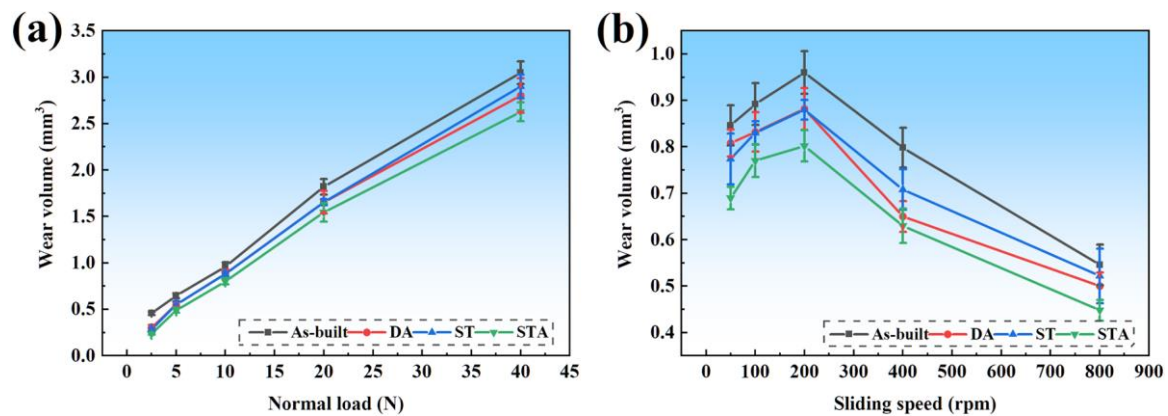 (a)
Wear volume (mm³)
3.5
3.0
2.5
2.0
1.5
1.0
0.5
0.0
As-built DA ST STA
0 5 10 15 20 25 30 35 40 45
Normal load (N)
(b)
Wear volume (mm³)
1.0
0.9
0.8
0.7
0.6
0.5
0.4
As-built DA ST STA
0 100 200 300 400 500 600 700 800 900
Sliding speed (rpm)